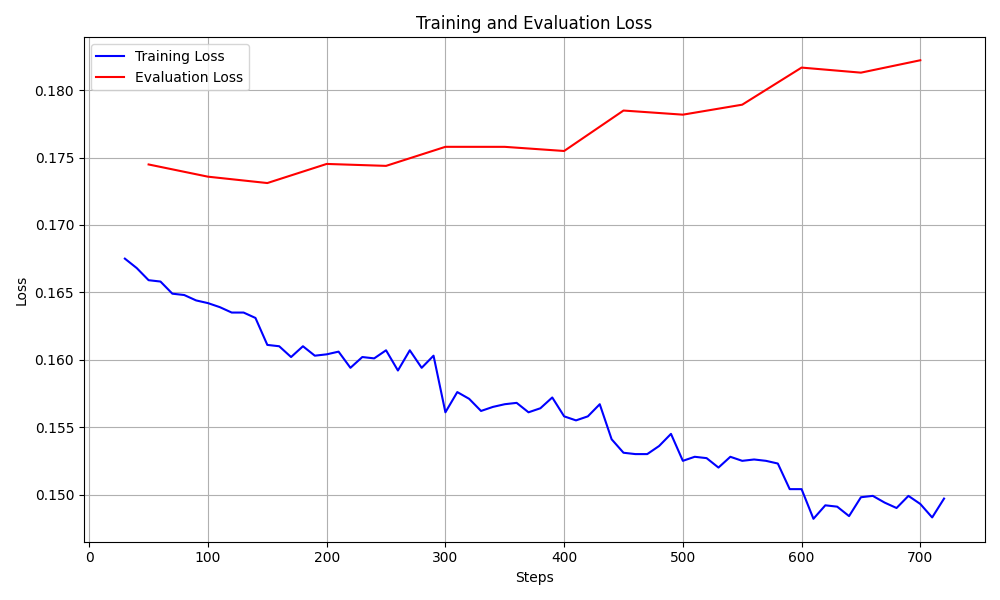 Training and Evaluation Loss
Training Loss
Evaluation Loss
0.180
0.175
0.170
0.165
0.160
0.155
0.150
Loss
0 100 200 300 400 500 600 700
Steps